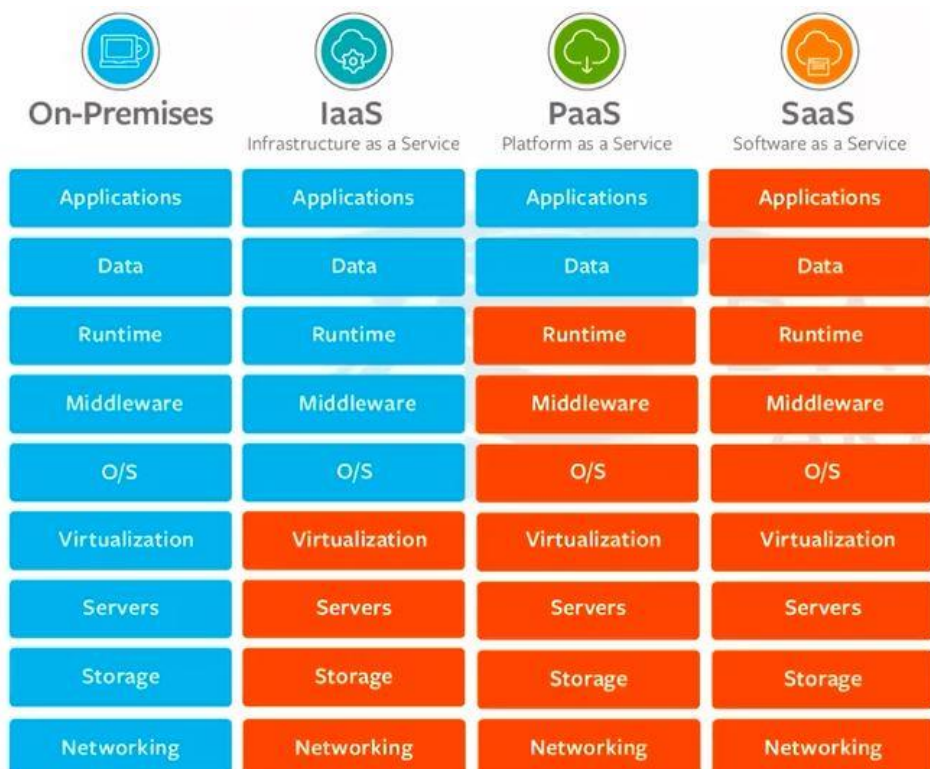 On-Premises IaaS PaaS SaaS
Infrastructure as a Service Platform as a Service Software as a Service
Applications Applications Applications Applications
Data Data Data Data
Runtime Runtime Runtime Runtime
Middleware Middleware Middleware Middleware
O/S O/S O/S O/S
Virtualization Virtualization Virtualization Virtualization
Servers Servers Servers Servers
Storage Storage Storage Storage
Networking Networking Networking Networking